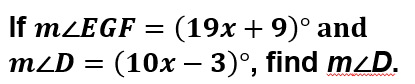 If m∠EGF = (19x + 9)° and
m∠D = (10x − 3)°, find m∠D.